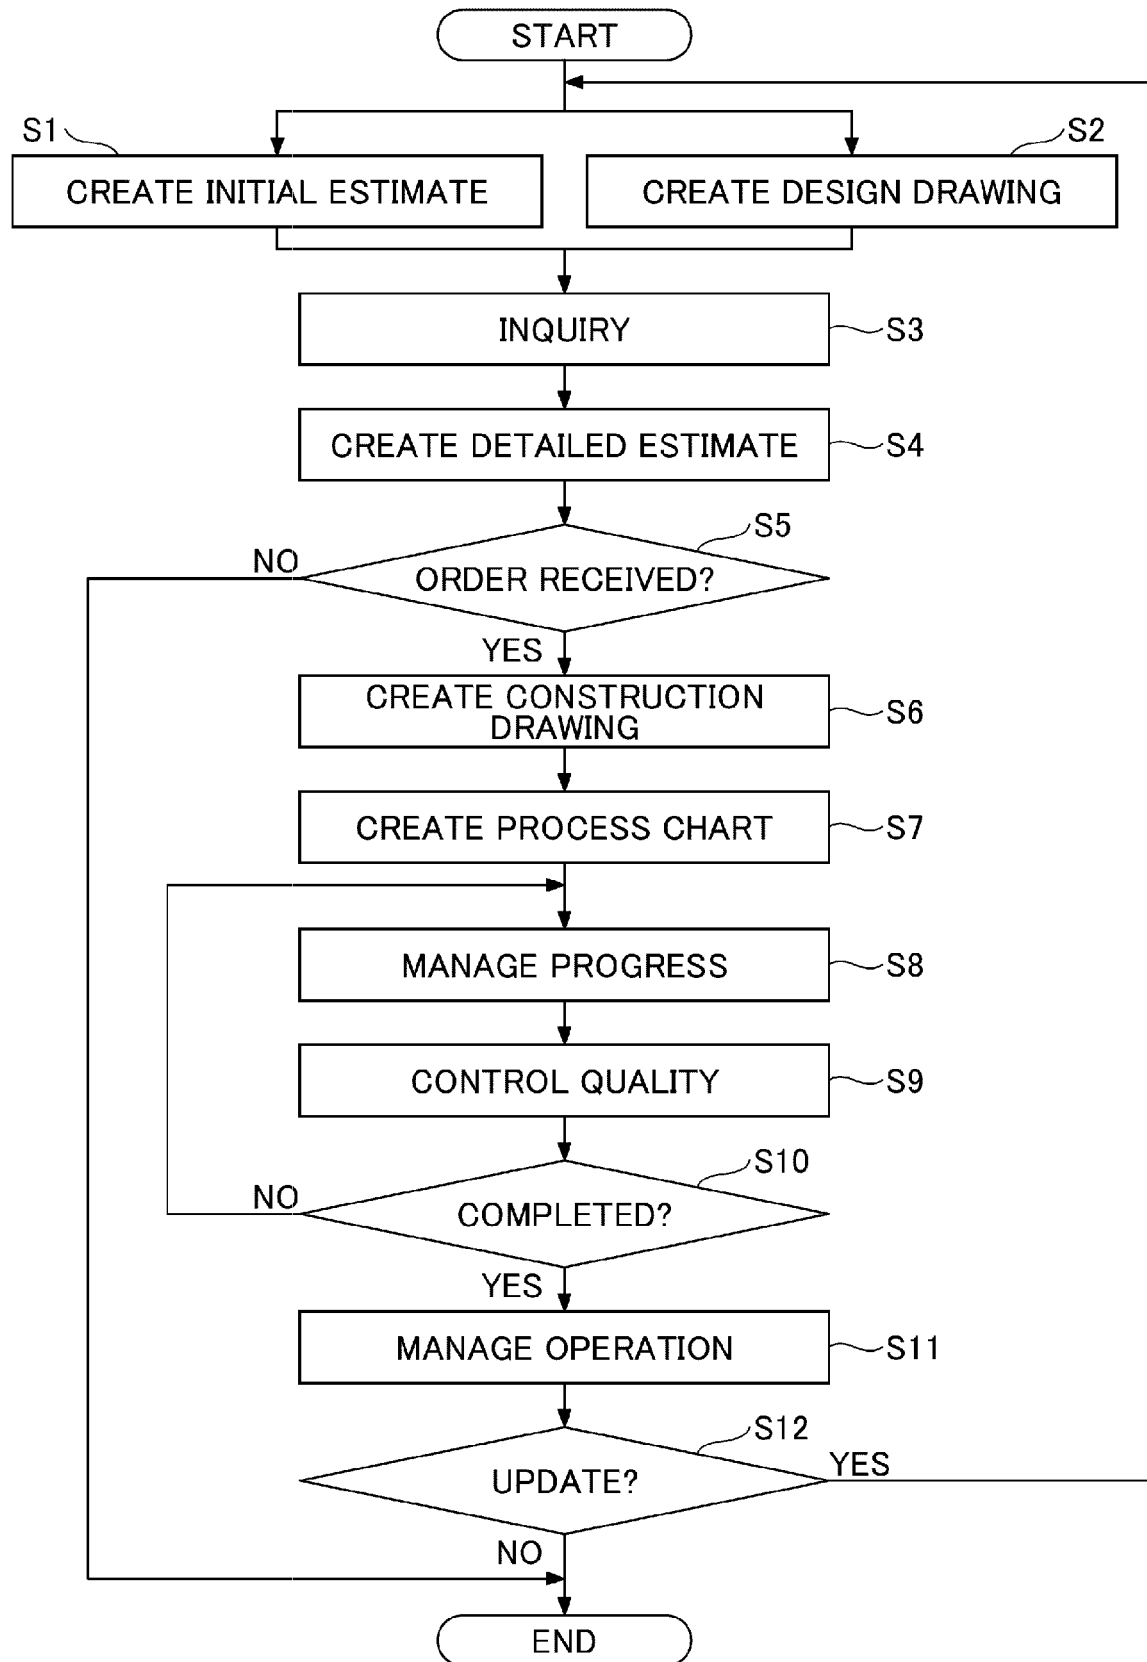 START
S1
S2
CREATE INITIAL ESTIMATE
CREATE DESIGN DRAWING
INQUIRY
S3
CREATE DETAILED ESTIMATE
S4
S5
NO
ORDER RECEIVED?
YES
CREATE CONSTRUCTION
DRAWING
S6
CREATE PROCESS CHART
S7
MANAGE PROGRESS
S8
CONTROL QUALITY
S9
S10
NO
COMPLETED?
YES
MANAGE OPERATION
S11
S12
UPDATE?
YES
NO
END